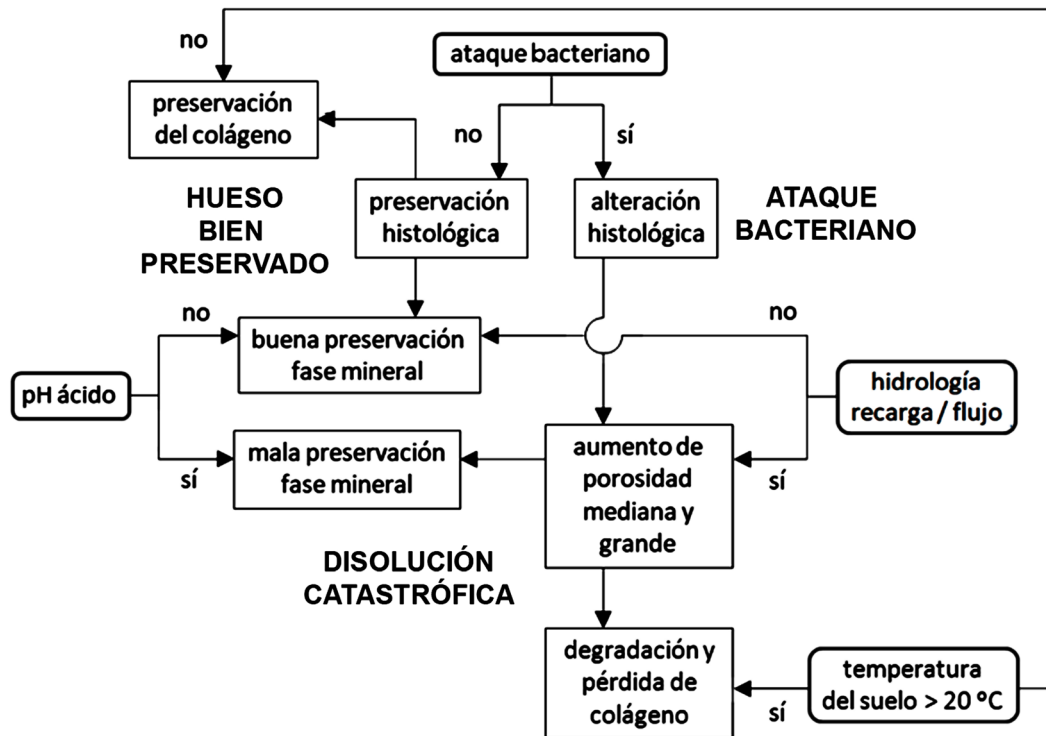 no
ataque bacteriano
preservación
del colágeno
no
sí
HUESO
BIEN
PRESERVADO
preservación
histológica
alteración
histológica
ATAQUE
BACTERIANO
no
buena preservación
fase mineral
no
pH ácido
hidrología
recarga / flujo
sí
mala preservación
fase mineral
aumento de
porosidad
mediana y
grande
sí
DISOLUCIÓN
CATASTRÓFICA
degradación y
pérdida de
colágeno
sí
temperatura
del suelo > 20 °C